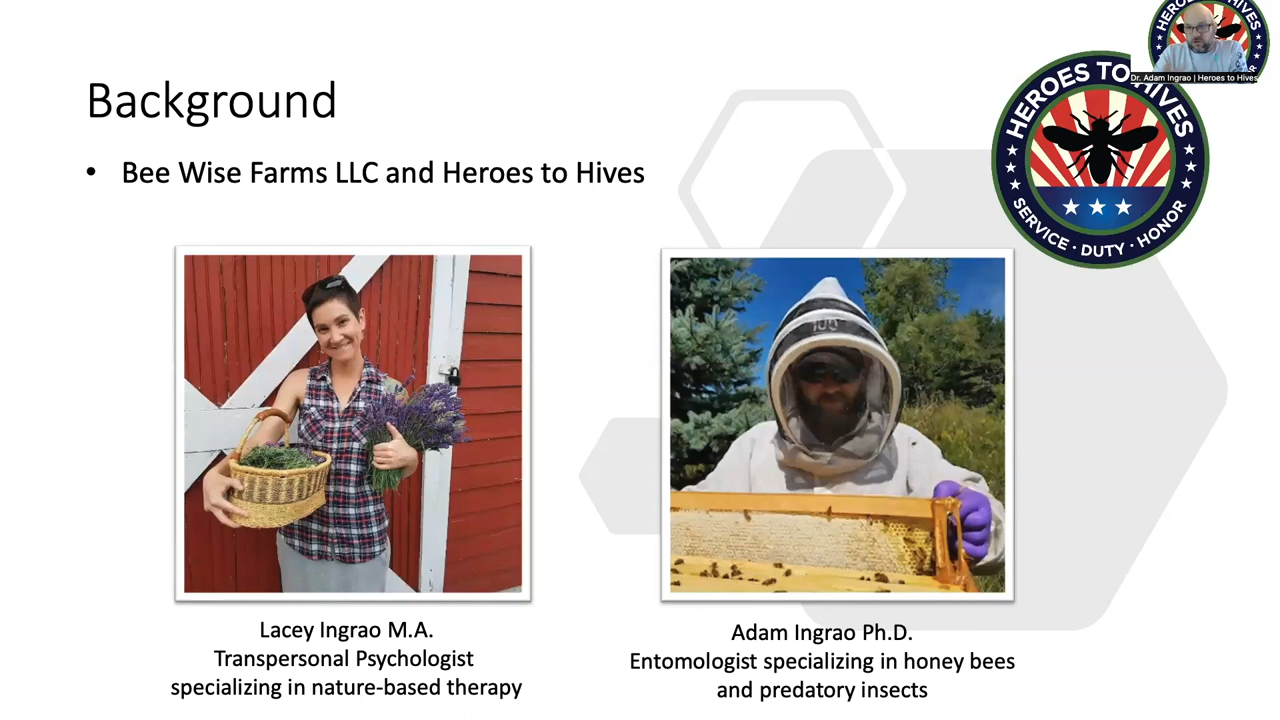 Background
• Bee Wise Farms LLC and Heroes to Hives
HEROES TO HIVES
SERVICE · DUTY · HONOR
Dr. Adam Ingrao | Heroes to Hives
Lacey Ingrao M.A.
Transpersonal Psychologist
specializing in nature-based therapy
Adam Ingrao Ph.D.
Entomologist specializing in honey bees
and predatory insects